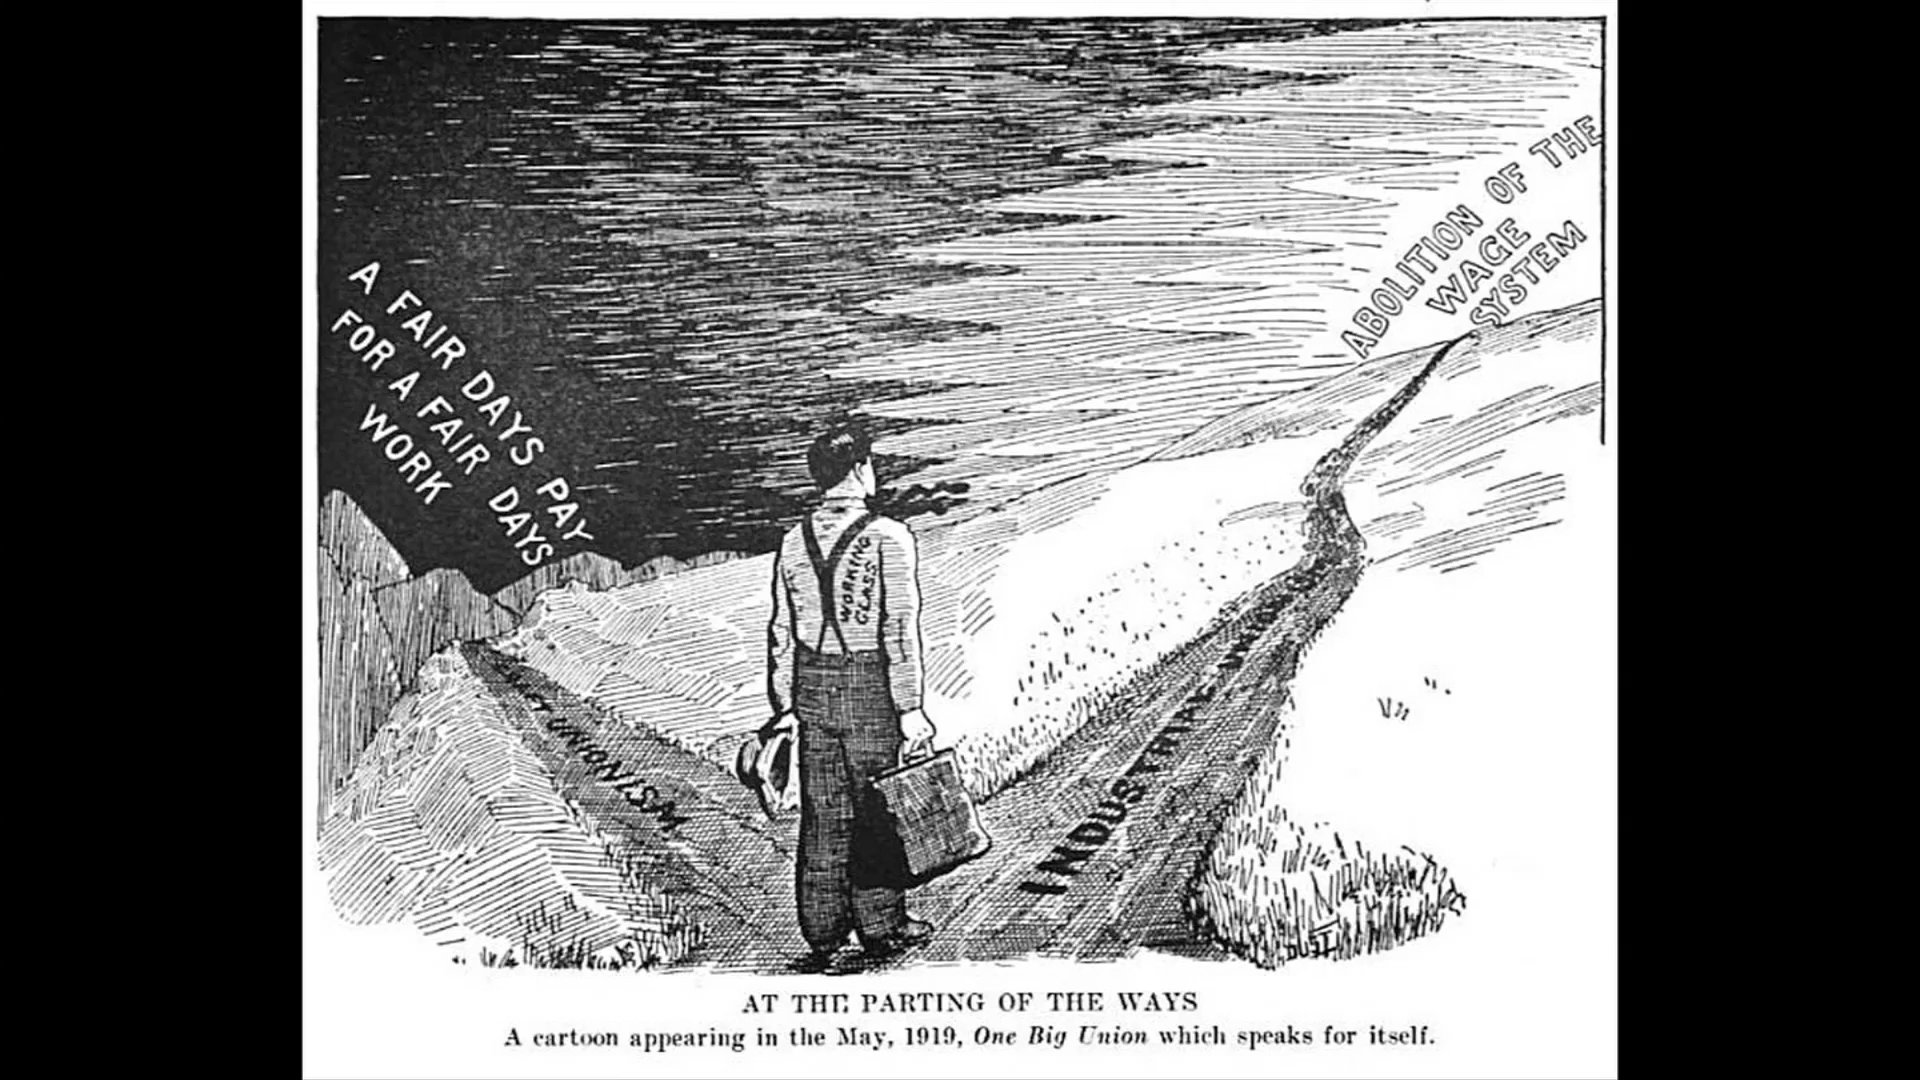 A FAIR DAYS PAY
FOR A FAIR DAYS
WORK
ABOLITION OF THE
WAGE
SYSTEM
WORKING
CLASS
UNIONISM
INDUSTRIAL
DUST
AT THE PARTING OF THE WAYS
A cartoon appearing in the May, 1919, One Big Union which speaks for itself.